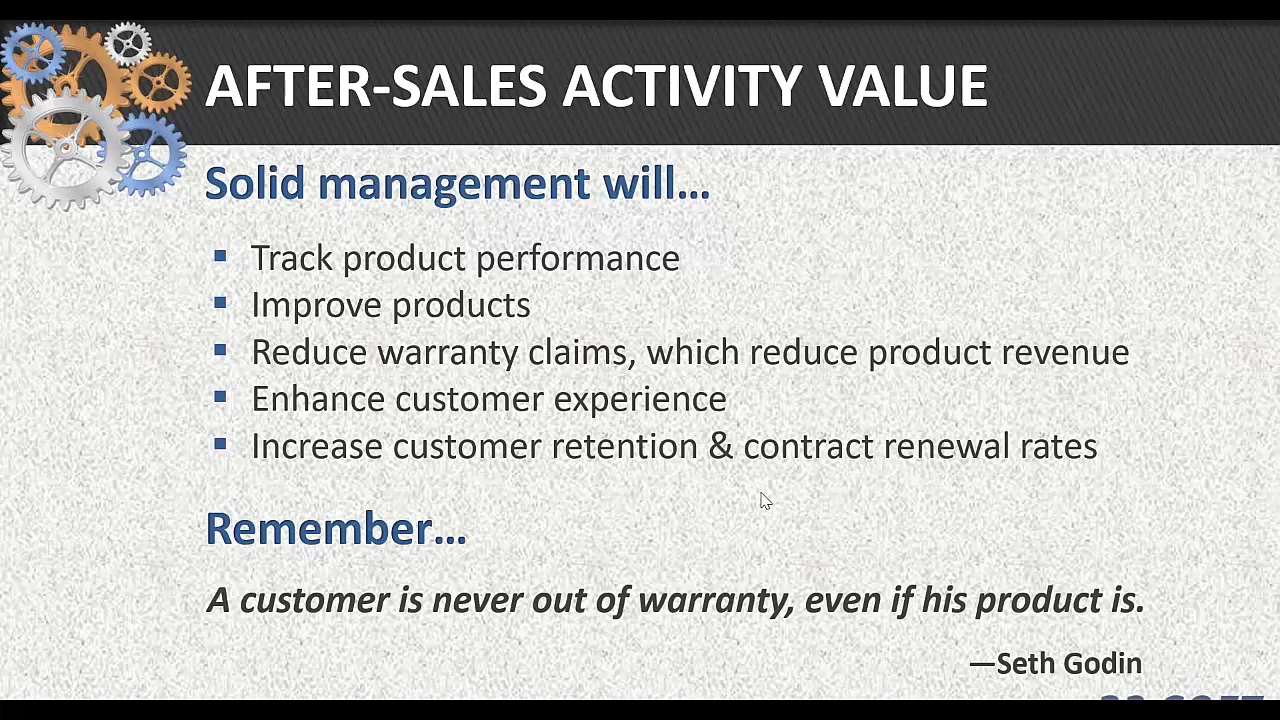 AFTER-SALES ACTIVITY VALUE
Solid management will…
▪ Track product performance
▪ Improve products
▪ Reduce warranty claims, which reduce product revenue
▪ Enhance customer experience
▪ Increase customer retention & contract renewal rates
Remember…
A customer is never out of warranty, even if his product is.
—Seth Godin